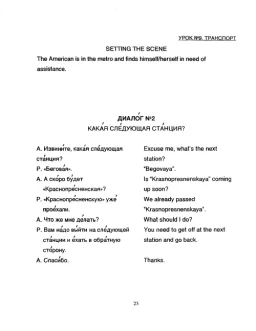 УРОК №9. ТРАНСПОРТ
SETTING THE SCENE
The American is in the metro and finds himself/herself in need of
assistance.
ДИАЛО́Г №2
КАКА́Я СЛЕ́ДУЮЩАЯ СТА́НЦИЯ?
А. Извини́те, кака́я сле́дующая Excuse me, what's the next
ста́нция? station?
Р. «Бегова́я». "Begovaya".
А. А ско́ро бу́дет Is "Krasnopresnenskaya" coming
«Краснопре́сненская»? up soon?
Р. «Краснопре́сненскую» уже́ We already passed
прое́хали. "Krasnopresnenskaya".
А. Что же мне де́лать? What should I do?
Р. Вам на́до вы́йти на сле́дующей You need to get off at the next
ста́нции и е́хать в обра́тную station and go back.
сто́рону.
А. Спаси́бо. Thanks.
23